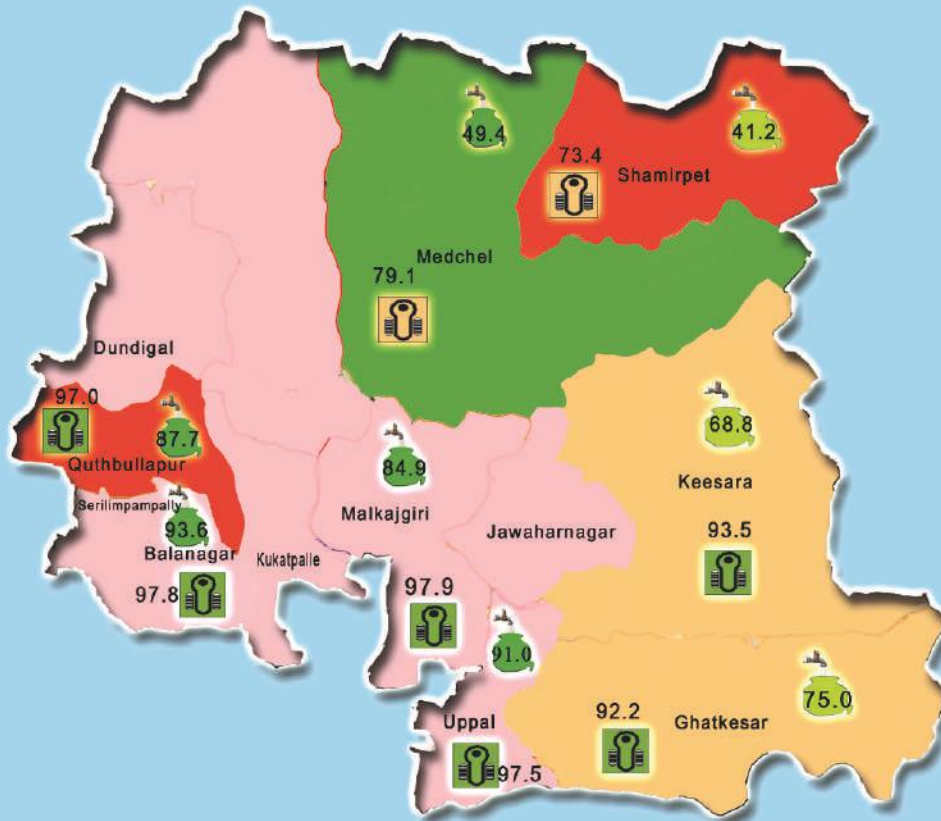 49.4
41.2
73.4
Shamirpet
Medchel
79.1
Dundigal
97.0
87.7
Quthbullapur
68.8
84.9
Keesara
Serilimpampally
Malkajgiri
93.6
Jawaharnagar
93.5
Balanagar
Kukatpalle
97.8
97.9
91.0
75.0
92.2
Uppal
Ghatkesar
97.5